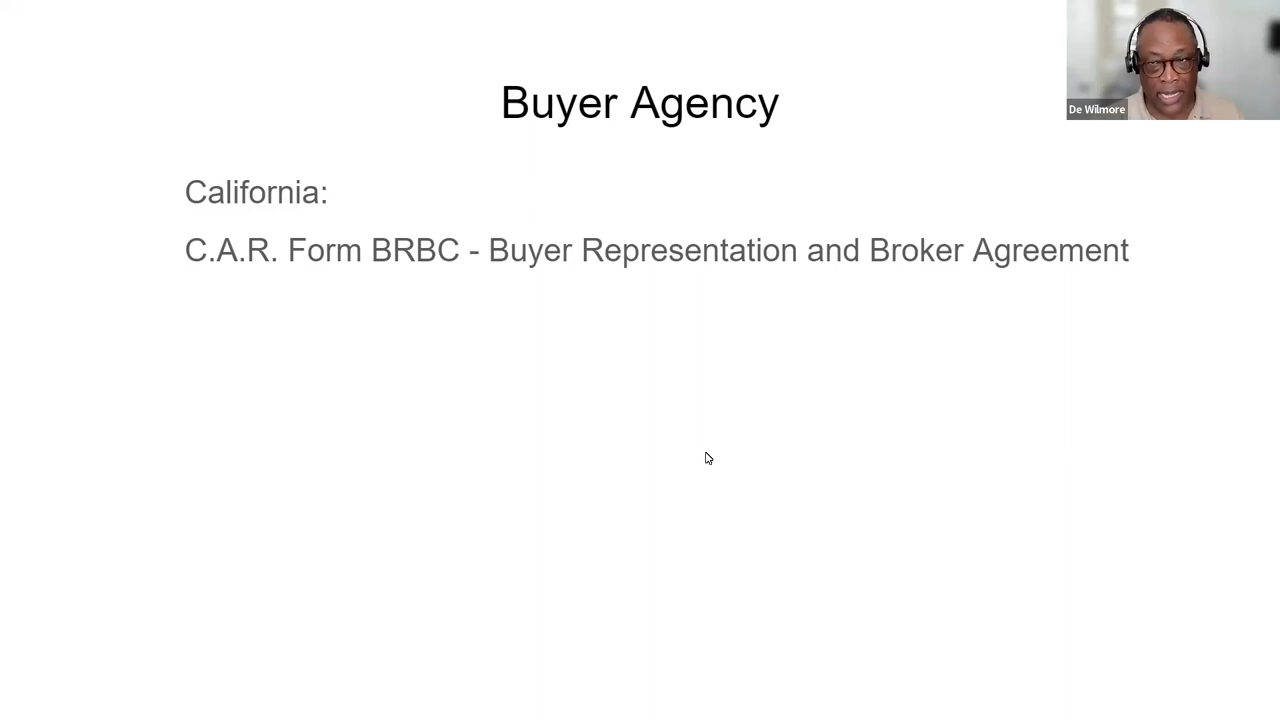 Buyer Agency
De Wilmore
California:
C.A.R. Form BRBC - Buyer Representation and Broker Agreement